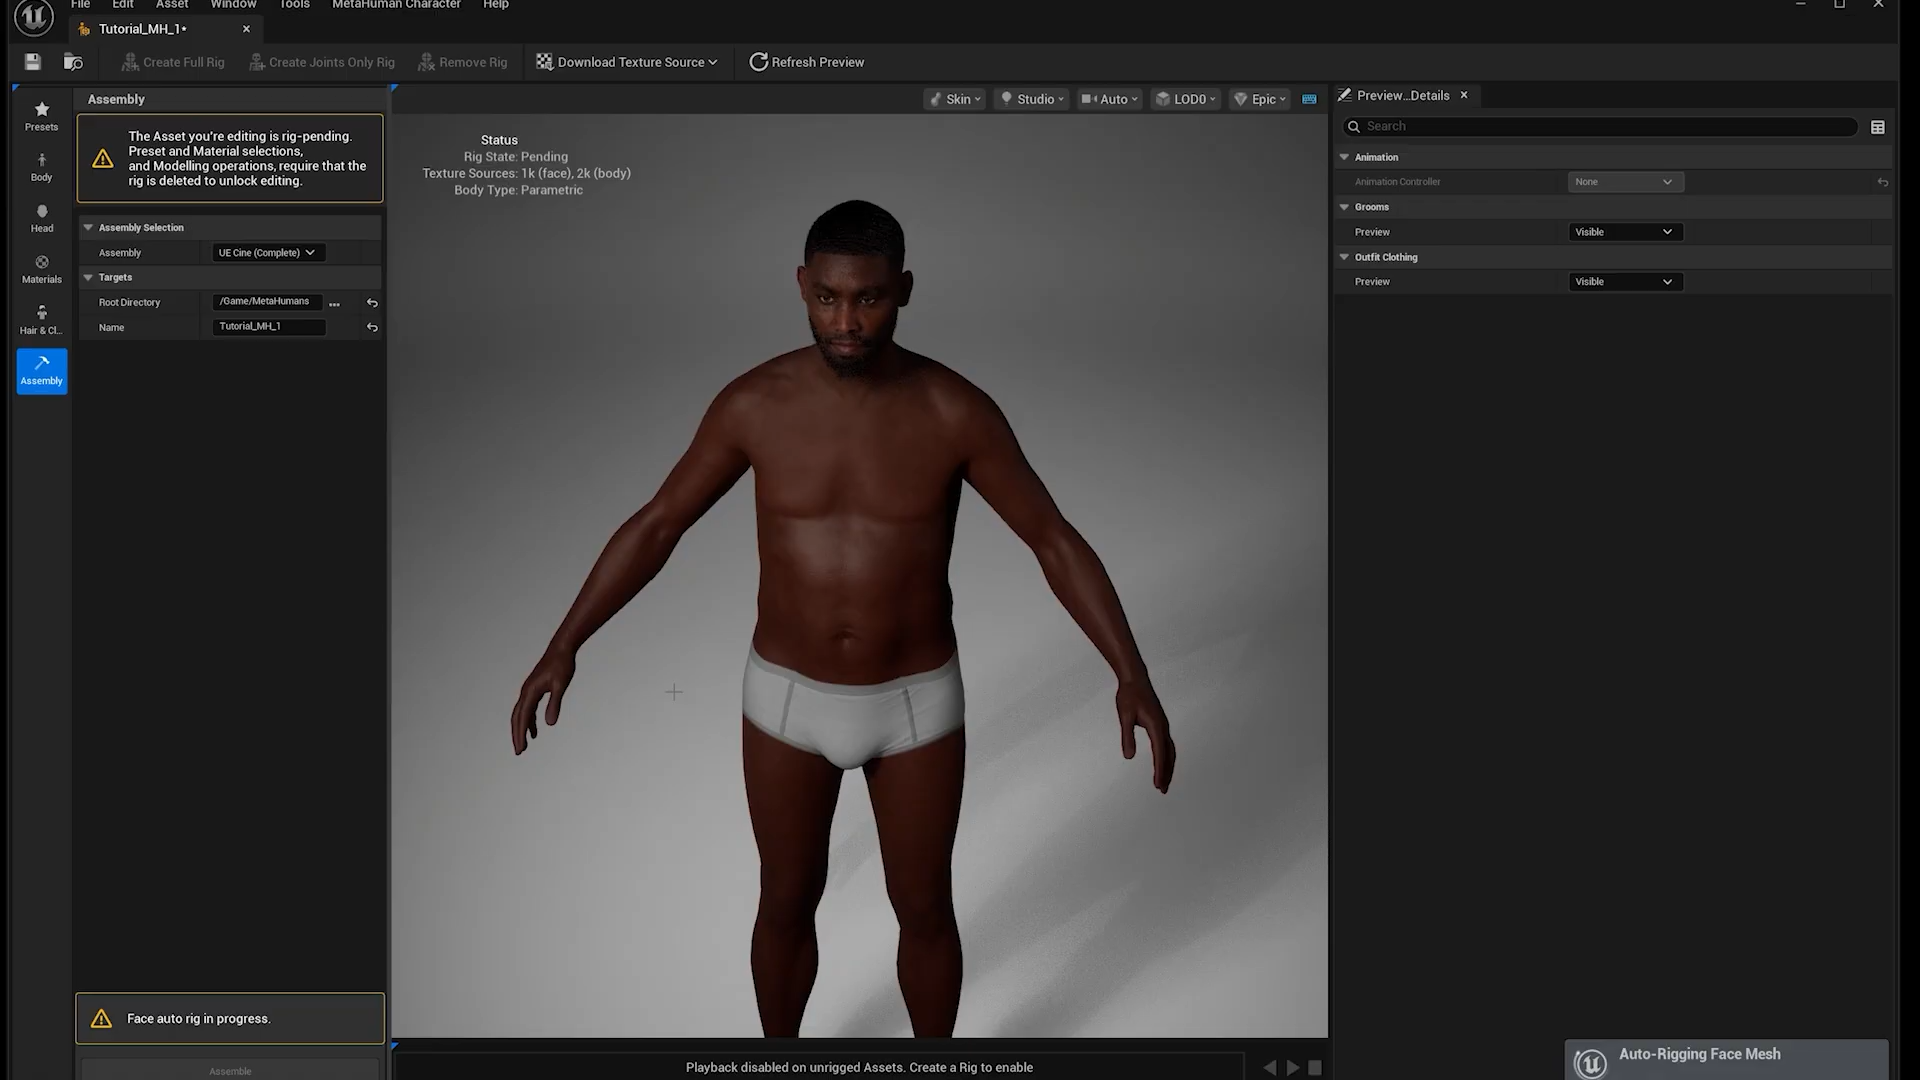 File Edit Asset Window Tools MetaHuman Character Help
Tutorial_MH_1*
Create Full Rig Create Joints Only Rig Remove Rig Download Texture Source Refresh Preview
Presets
Body
Head
Materials
Hair & Cl...
Assembly
Assembly
The Asset you're editing is rig-pending.
Preset and Material selections,
and Modelling operations, require that the
rig is deleted to unlock editing.
Assembly Selection
Assembly UE Cine (Complete)
Targets
Root Directory /Game/MetaHumans
Name Tutorial_MH_1
Face auto rig in progress.
Assemble
Skin Studio Auto LOD0 Epic
Status
Rig State: Pending
Texture Sources: 1k (face), 2k (body)
Body Type: Parametric
Playback disabled on unrigged Assets. Create a Rig to enable
Preview...Details
Search
Animation
Animation Controller None
Grooms
Preview Visible
Outfit Clothing
Preview Visible
Auto-Rigging Face Mesh